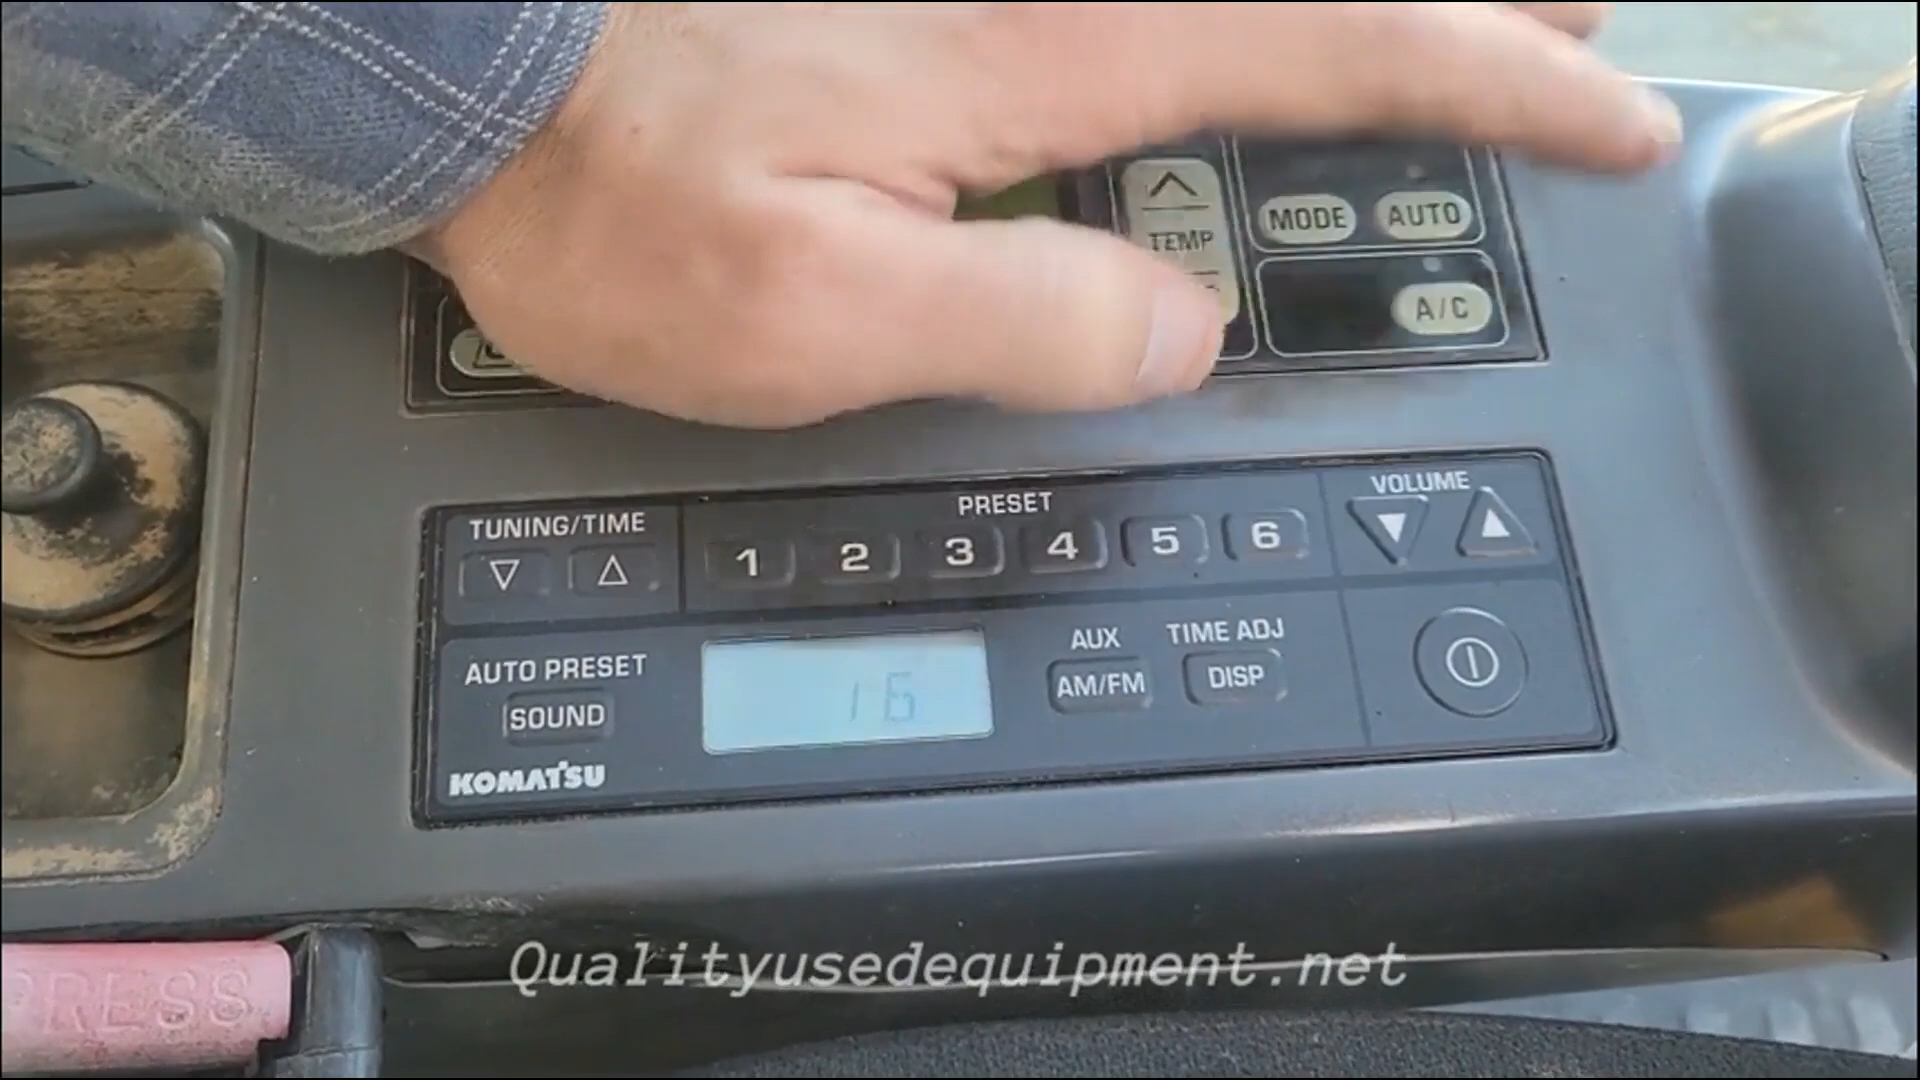 TEMP
MODE AUTO
A/C
TUNING/TIME
PRESET
VOLUME
1 2 3 4 5 6
AUTO PRESET
SOUND
AUX
AM/FM
TIME ADJ
DISP
16
KOMATSU
PRESS
Qualityusedequipment.net